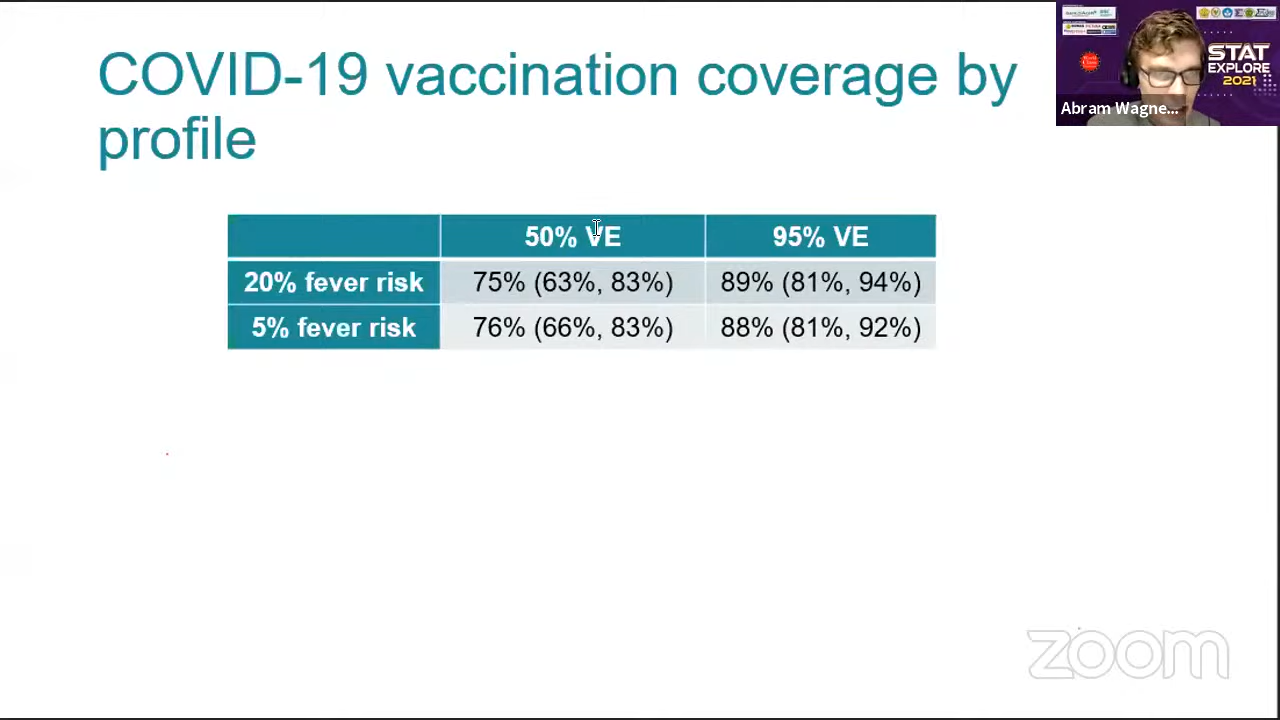 COVID-19 vaccination coverage by
profile
50% VE 95% VE
20% fever risk 75% (63%, 83%) 89% (81%, 94%)
5% fever risk 76% (66%, 83%) 88% (81%, 92%)
STAT
EXPLORE
2021
Abram Wagne...
zoom